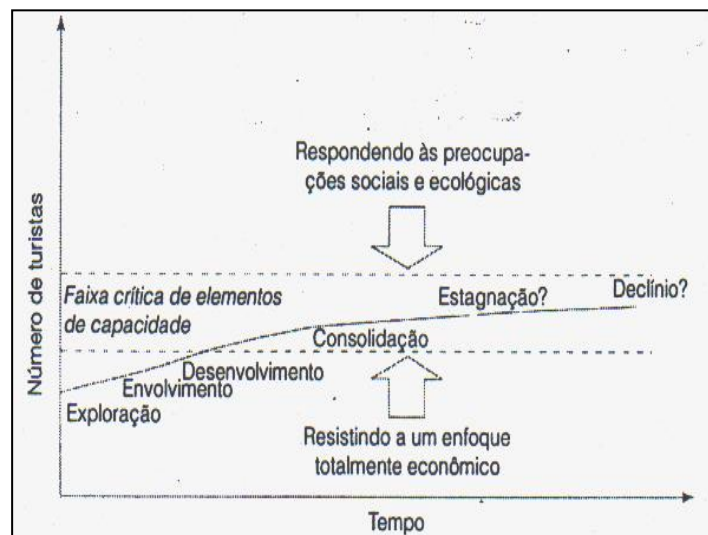 Número de turistas
Respondendo às preocupa-
ções sociais e ecológicas
Faixa crítica de elementos
de capacidade
Estagnação?
Declínio?
Consolidação
Desenvolvimento
Envolvimento
Exploração
Resistindo a um enfoque
totalmente econômico
Tempo